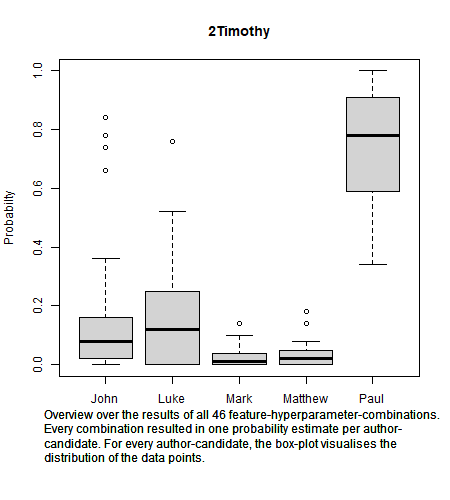 2Timothy
Probabilty
1.0
0.8
0.6
0.4
0.2
0.0
John Luke Mark Matthew Paul
Overview over the results of all 46 feature-hyperparameter-combinations.
Every combination resulted in one probability estimate per author-
candidate. For every author-candidate, the box-plot visualises the
distribution of the data points.